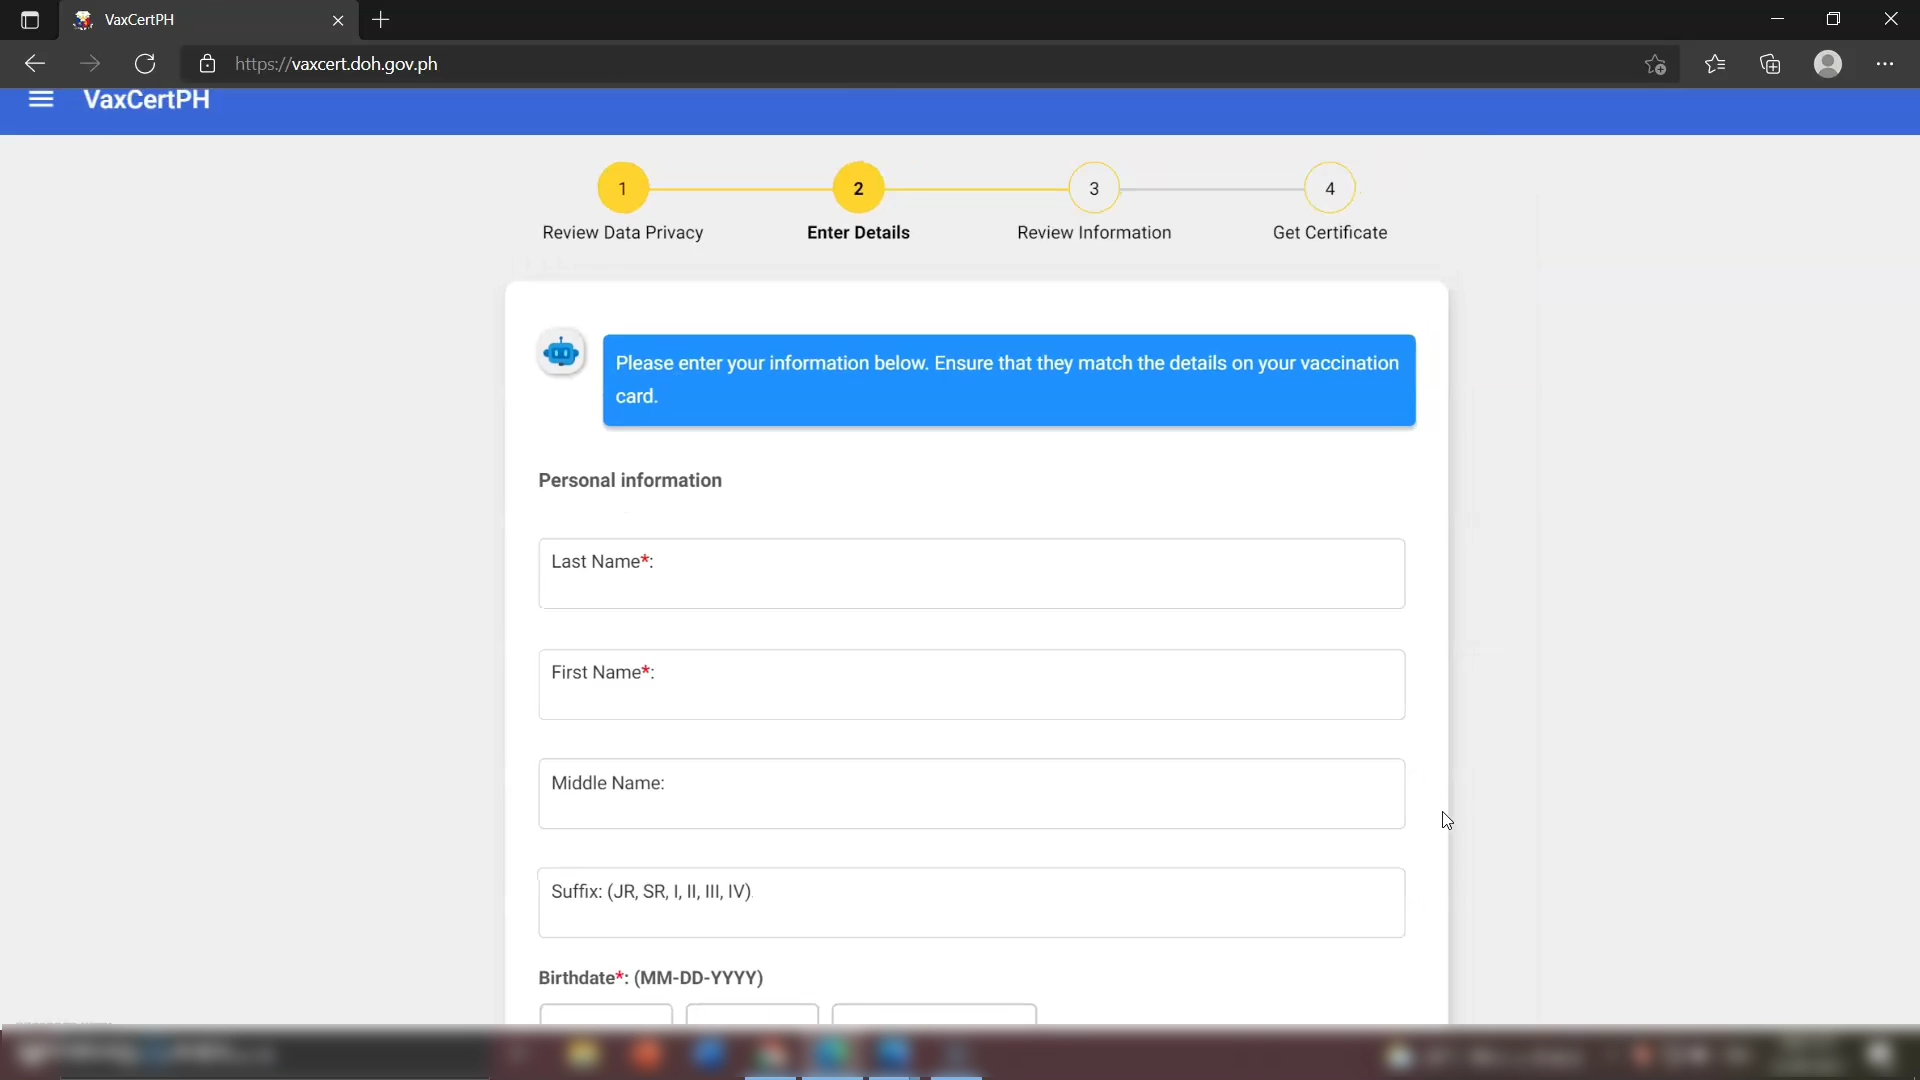 VaxCertPH
https://vaxcert.doh.gov.ph
VaxCertPH
1 2 3 4
Review Data Privacy Enter Details Review Information Get Certificate
Please enter your information below. Ensure that they match the details on your vaccination
card.
Personal information
Last Name*:
First Name*:
Middle Name:
Suffix: (JR, SR, I, II, III, IV)
Birthdate*: (MM-DD-YYYY)